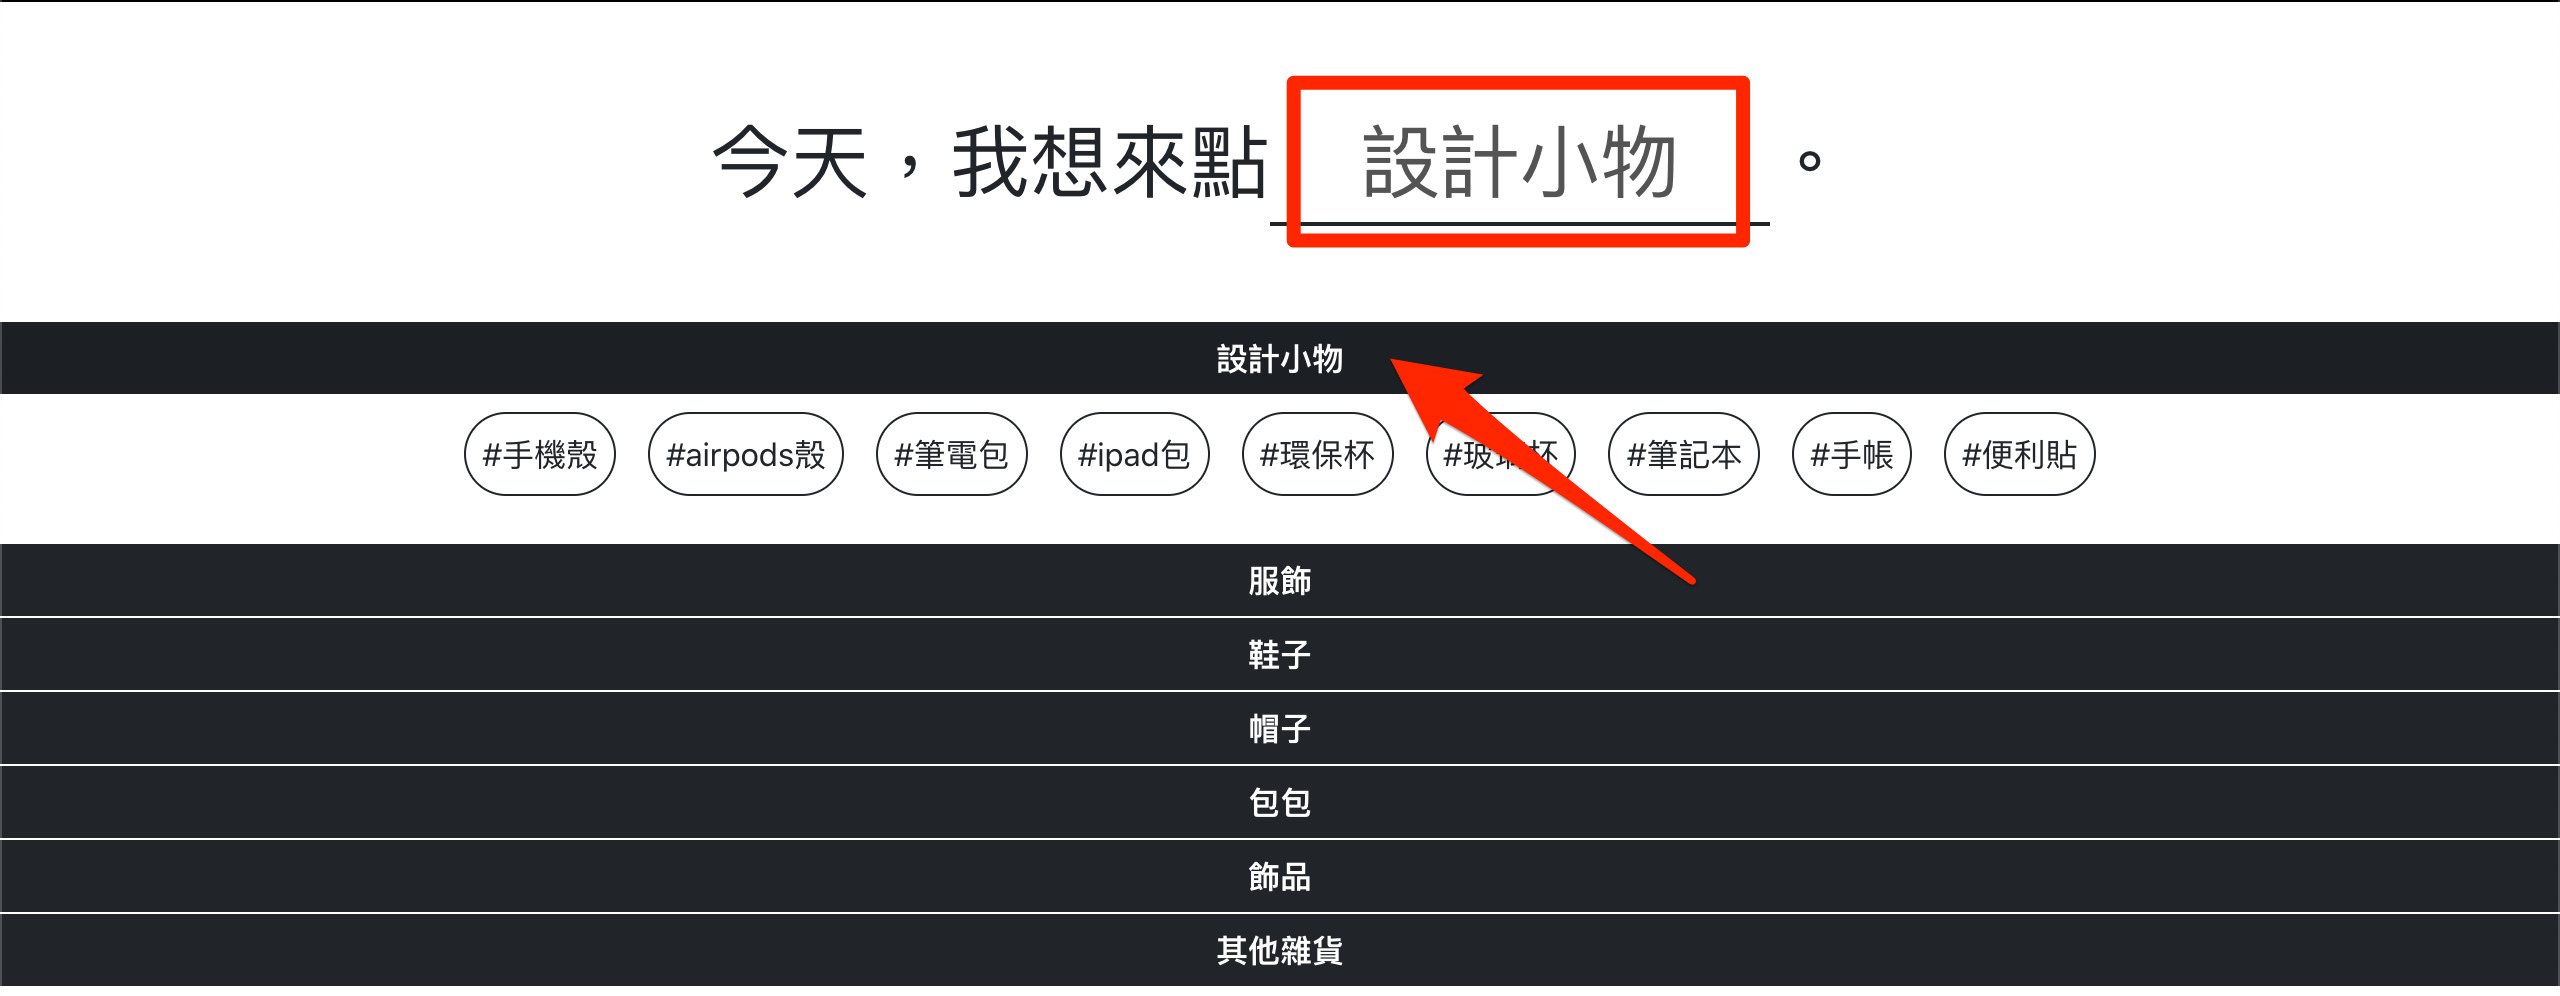 今天，我想來點 設計小物 。
設計小物
#手機殼 #airpods殼 #筆電包 #ipad包 #環保杯 #玻璃杯 #筆記本 #手帳 #便利貼
服飾
鞋子
帽子
包包
飾品
其他雜貨